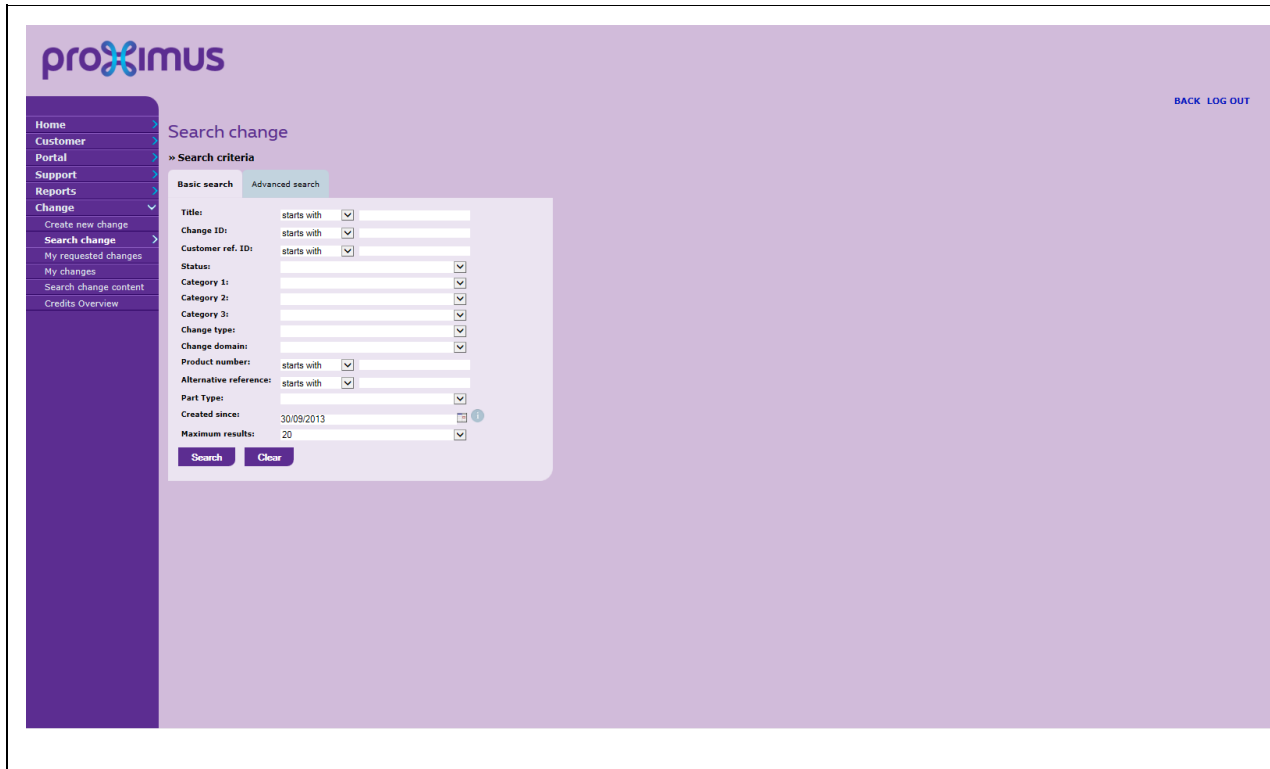 proximus
BACK LOG OUT
Home
Customer
Portal
Support
Reports
Change
Create new change
Search change
My requested changes
My changes
Search change content
Credits Overview
Search change
» Search criteria
Basic search Advanced search
Title: starts with
Change ID: starts with
Customer ref. ID: starts with
Status:
Category 1:
Category 2:
Category 3:
Change type:
Change domain:
Product number: starts with
Alternative reference: starts with
Part Type:
Created since: 30/09/2013 i
Maximum results: 20
Search Clear